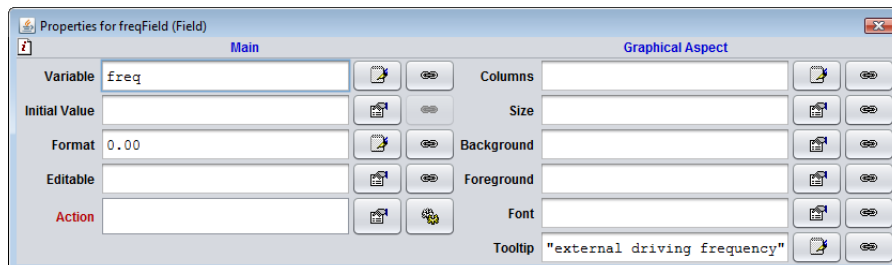 Properties for freqField (Field)
i Main Graphical Aspect
Variable freq Columns
Initial Value Size
Format 0.00 Background
Editable Foreground
Action Font
Tooltip "external driving frequency"